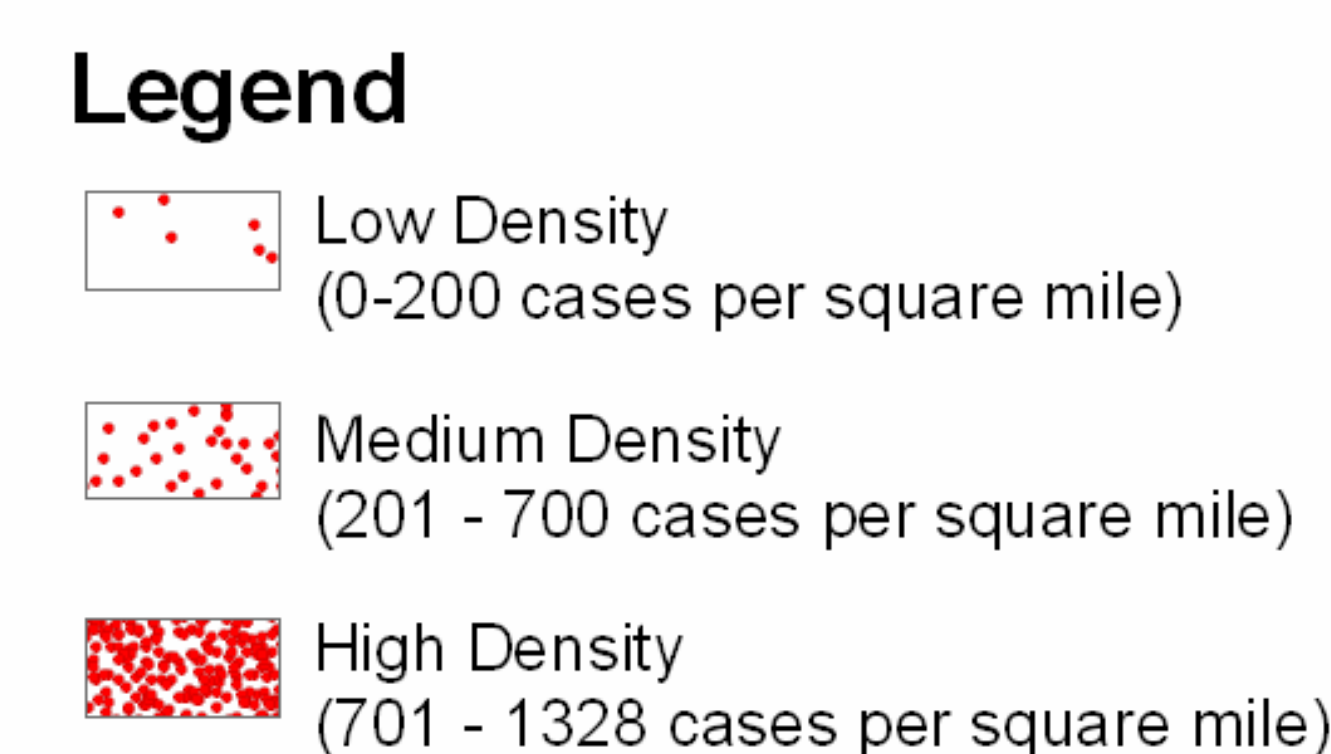 Legend
Low Density
(0-200 cases per square mile)
Medium Density
(201 - 700 cases per square mile)
High Density
(701 - 1328 cases per square mile)